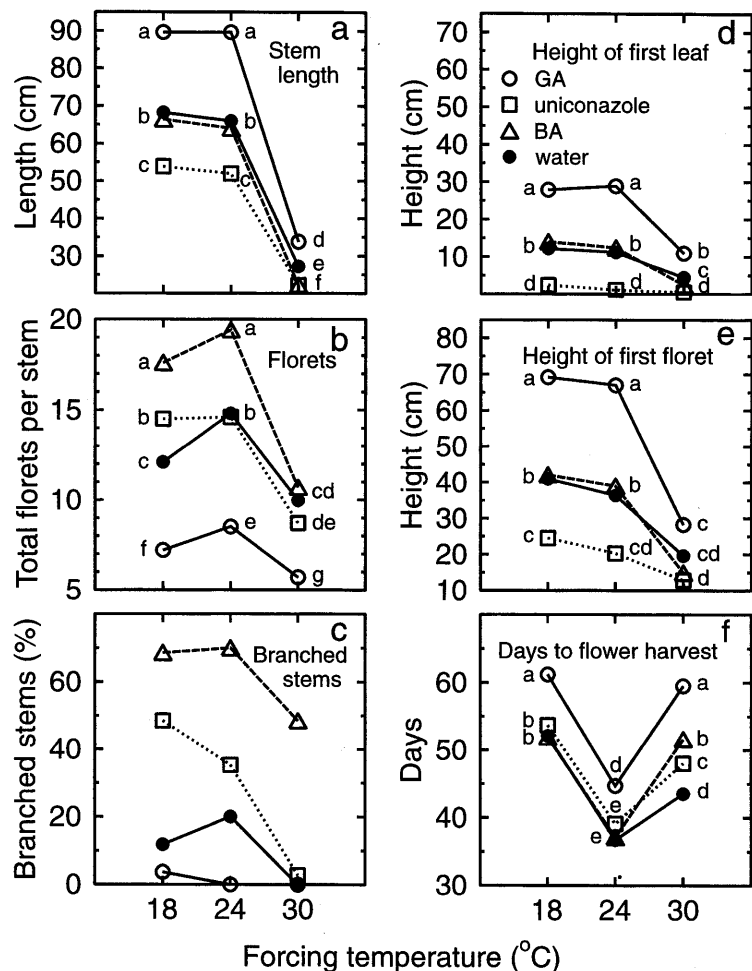 a
Stem
length
90
80
70
60
50
40
30
Length (cm)
a
a
b
b
c
c
d
e
f
d
Height of first leaf
GA
uniconazole
BA
water
70
60
50
40
30
20
10
Height (cm)
a
a
b
b
b
c
d
d
d
b
Florets
20
15
10
5
Total florets per stem
a
a
b
b
c
cd
de
e
f
g
e
Height of first floret
80
70
60
50
40
30
20
10
Height (cm)
a
a
b
b
c
cd
c
cd
d
c
Branched
stems
60
40
20
0
Branched stems (%)
18
24
30
f
Days to flower harvest
60
50
40
30
Days
a
a
b
b
b
c
d
d
e
e
18
24
30
Forcing temperature (°C)